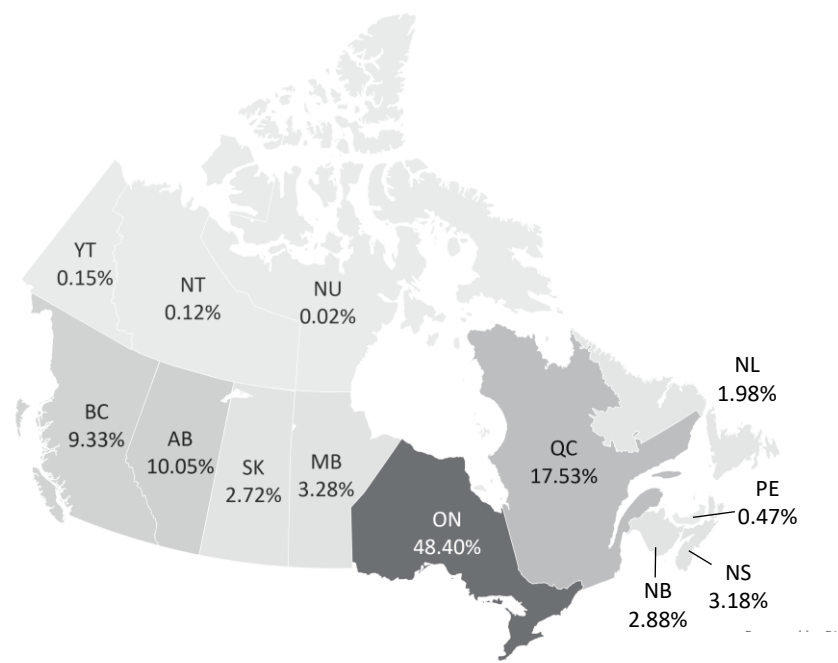 YT
0.15%
NT
0.12%
NU
0.02%
NL
1.98%
BC
9.33%
AB
10.05%
SK
2.72%
MB
3.28%
QC
17.53%
ON
48.40%
PE
0.47%
NS
3.18%
NB
2.88%